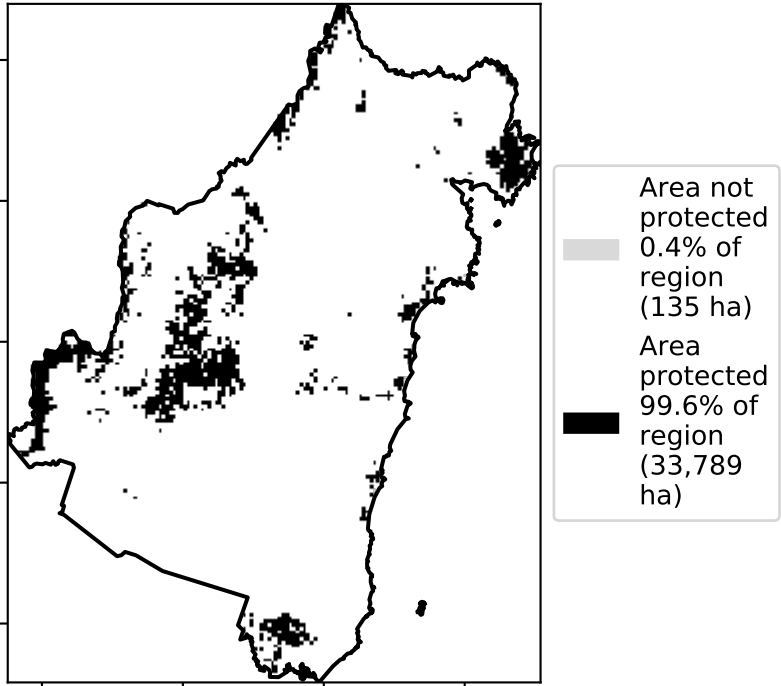 Area not
protected
0.4% of
region
(135 ha)
Area
protected
99.6% of
region
(33,789
ha)